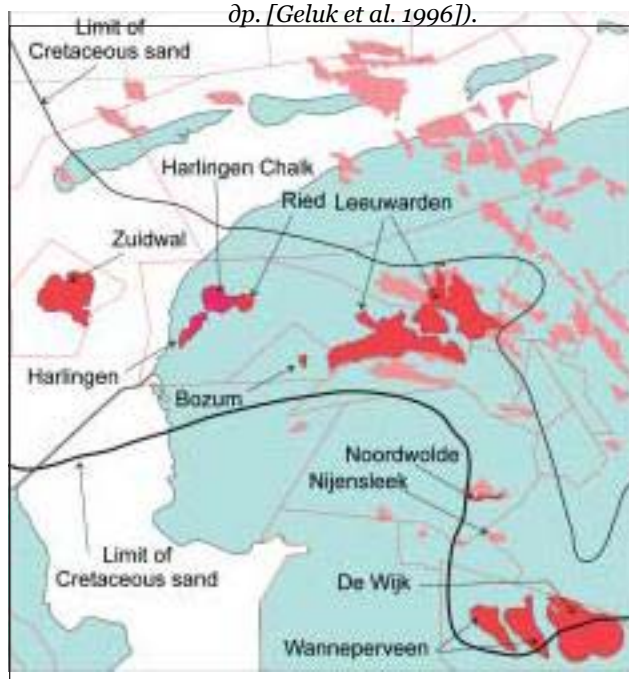 др. [Geluk et al. 1996]).
Limit of
Cretaceous sand
Harlingen Chalk
Ried Leeuwarden
Zuidwal
Harlingen
Bozum
Noordwolde
Nijensleek
Limit of
Cretaceous sand
De Wijk
Wanneperveen